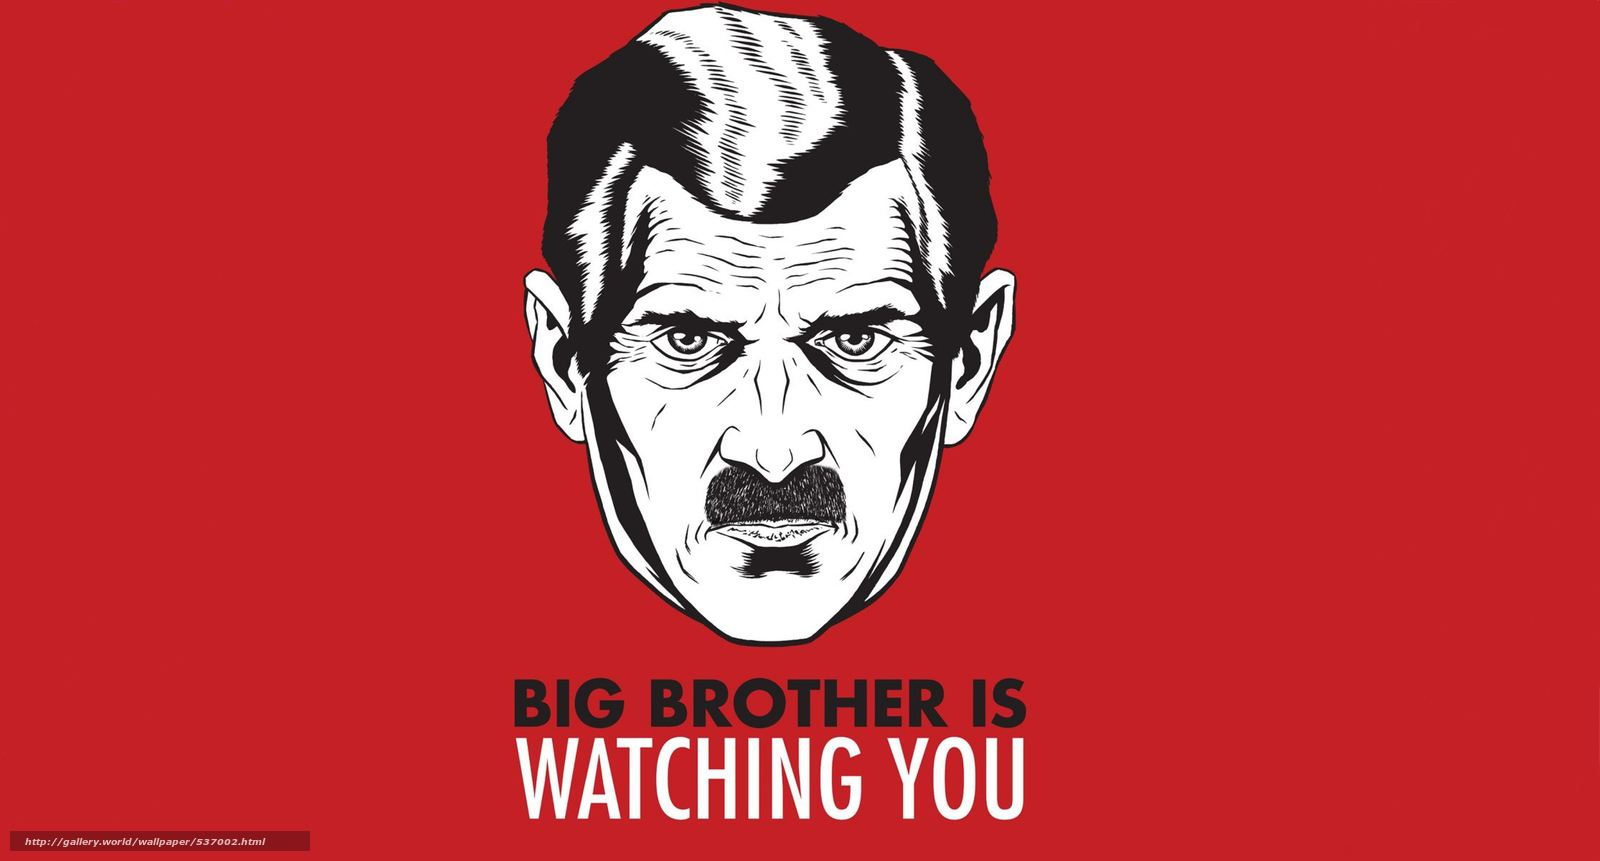 BIG BROTHER IS
WATCHING YOU
http://gallery.world/wallpaper/537002.html